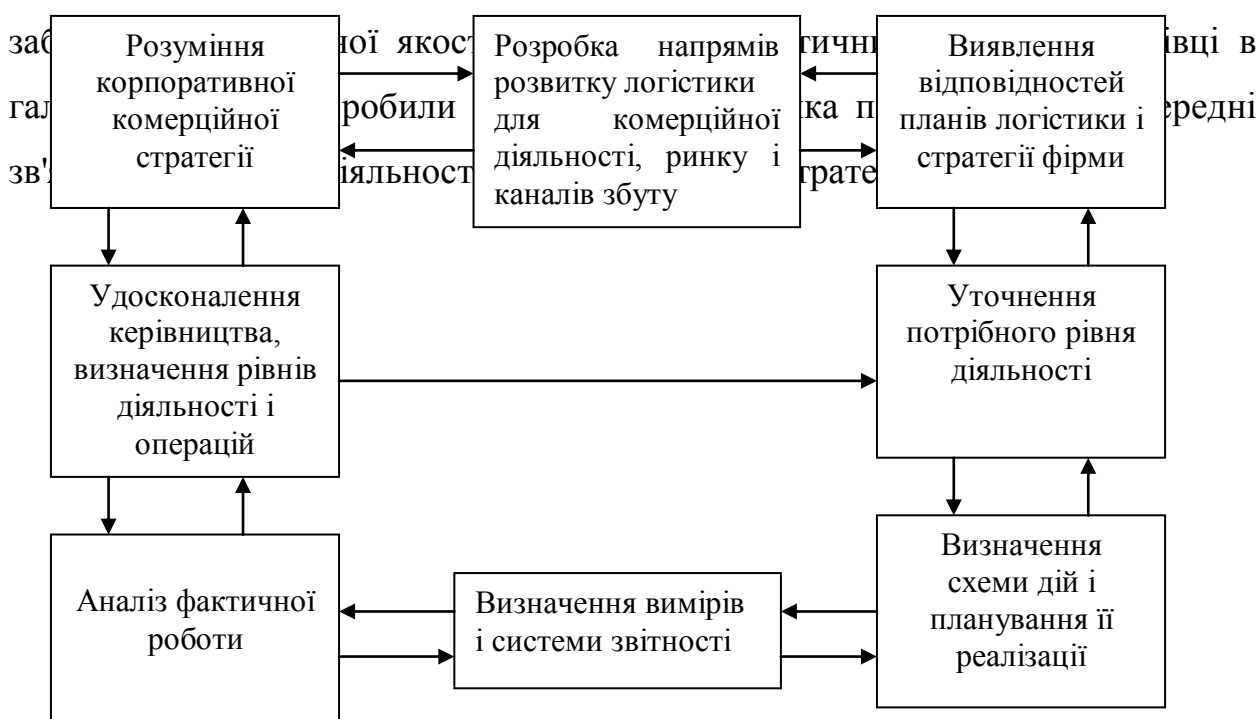 Розуміння
корпоративної
комерційної
стратегії
Розробка напрямів
розвитку логістики
для комерційної
діяльності, ринку і
каналів збуту
Виявлення
відповідностей
планів логістики і
стратегії фірми
Удосконалення
керівництва,
визначення рівнів
діяльності і
операцій
Уточнення
потрібного рівня
діяльності
Аналіз фактичної
роботи
Визначення вимірів
і системи звітності
Визначення
схеми дій і
планування її
реалізації
в